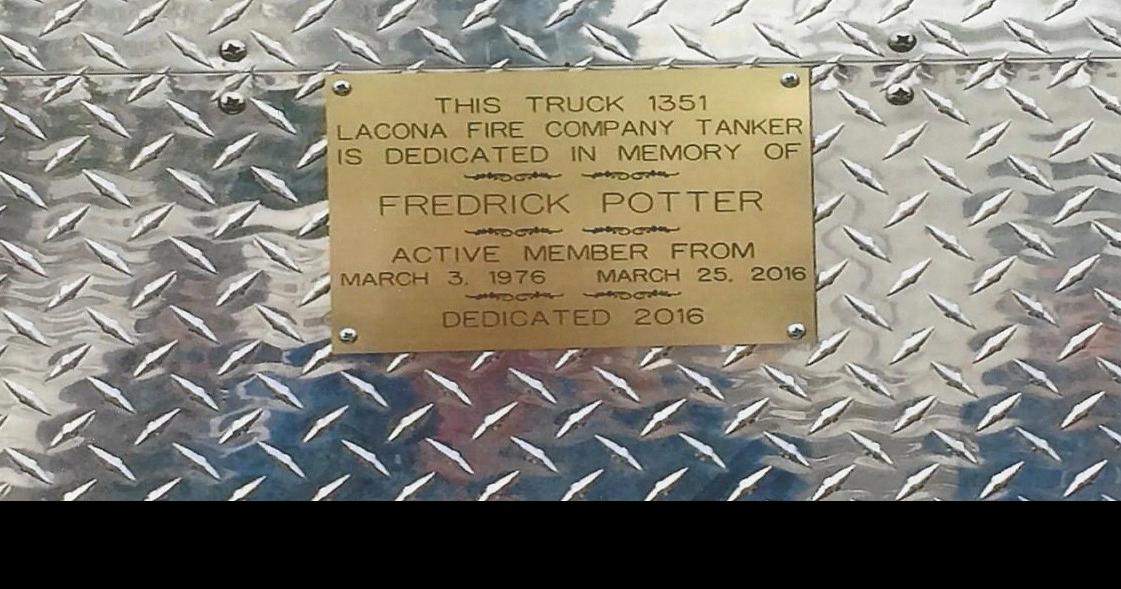 THIS TRUCK 1351
LACONA FIRE COMPANY TANKER
IS DEDICATED IN MEMORY OF
FREDRICK POTTER
ACTIVE MEMBER FROM
MARCH 3, 1976 MARCH 25, 2016
DEDICATED 2016